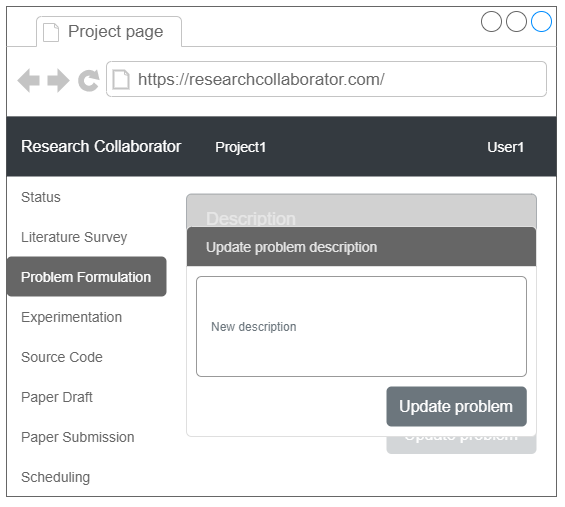 Project page
https://researchcollaborator.com/
Research Collaborator Project1 User1
Status
Literature Survey
Problem Formulation
Experimentation
Source Code
Paper Draft
Paper Submission
Scheduling
Description
Update problem description
New description
Update problem
Update problem